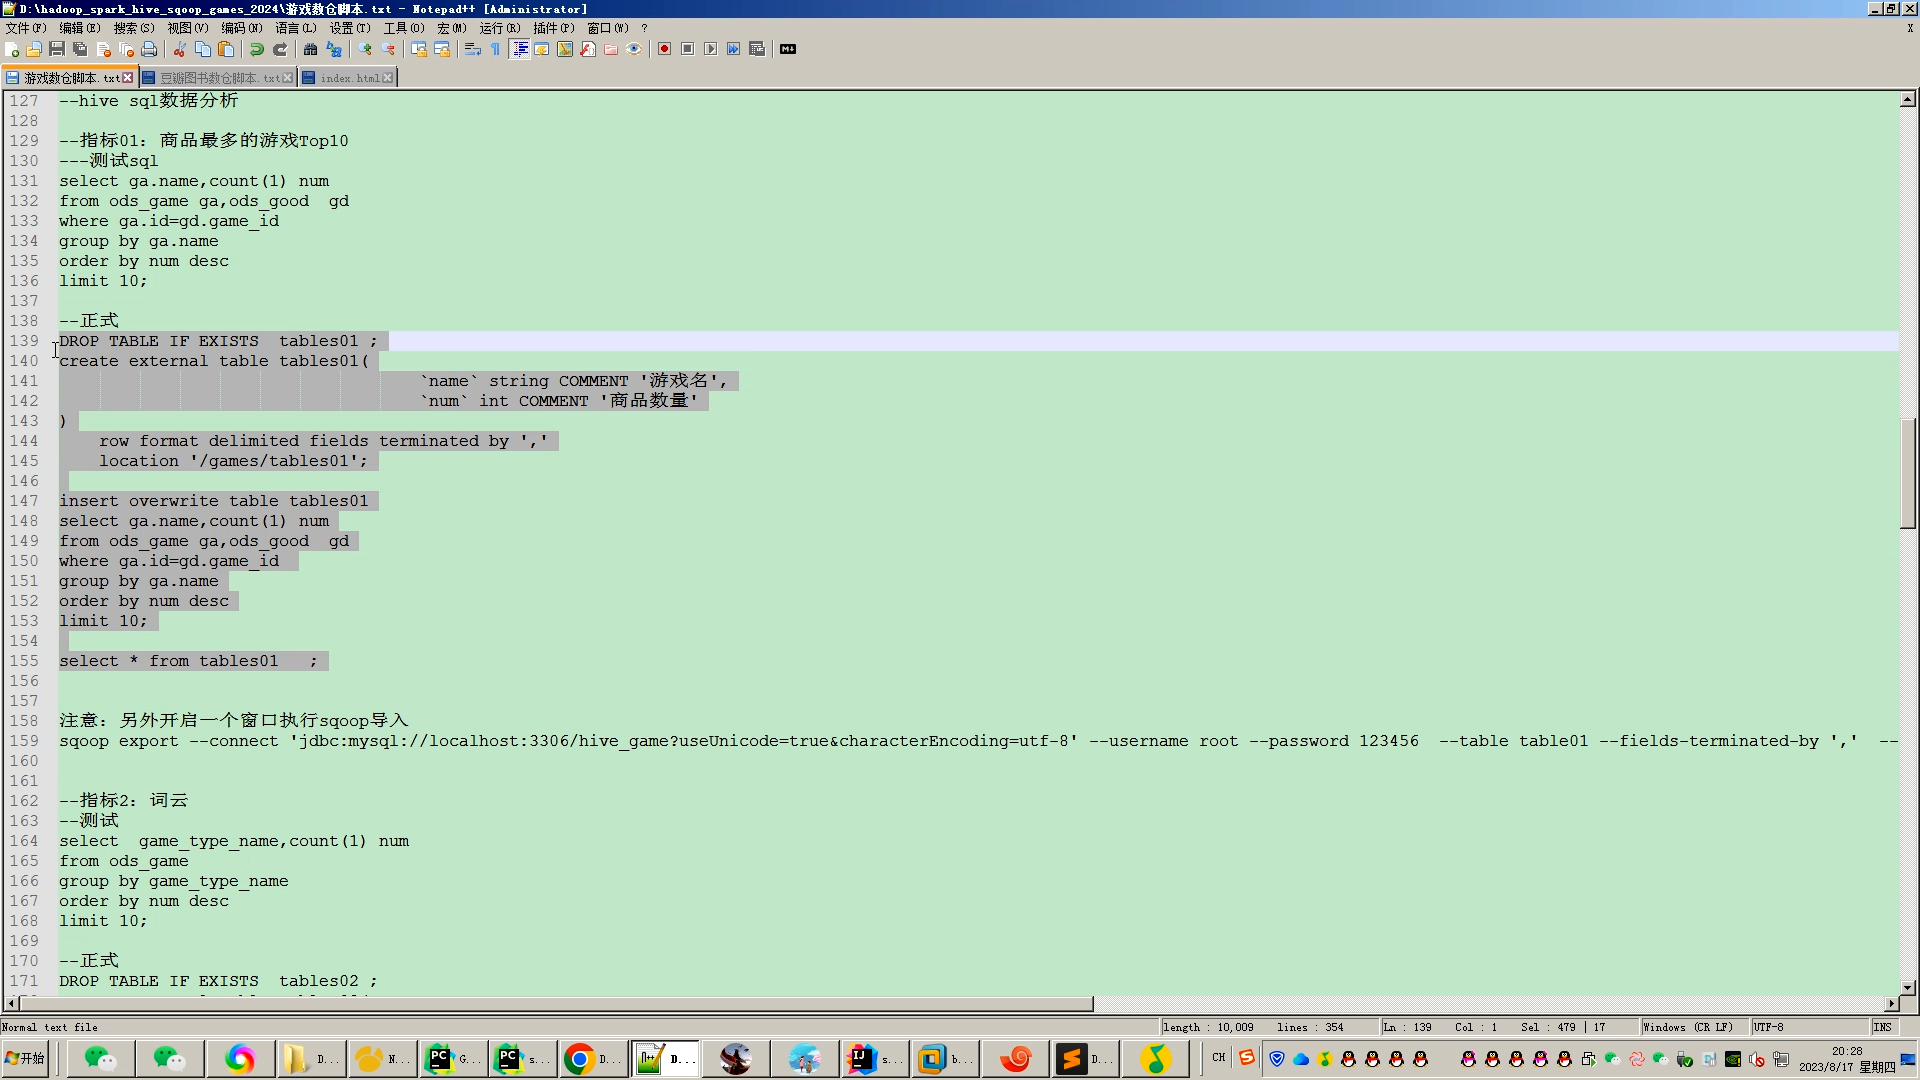 D:\hadoop_spark_hive_sqoop_games_2024\游戏数仓脚本.txt - Notepad++ [Administrator]
文件(F) 编辑(E) 搜索(S) 视图(V) 编码(N) 语言(L) 设置(T) 工具(O) 宏(M) 运行(R) 插件(P) 窗口(W) ? X
游戏数仓脚本.txt 豆瓣图书数仓脚本.txt index.html
127 --hive sql数据分析
128
129 --指标01：商品最多的游戏Top10
130 ---测试sql
131 select ga.name,count(1) num
132 from ods_game ga,ods_good  gd
133 where ga.id=gd.game_id
134 group by ga.name
135 order by num desc
136 limit 10;
137
138 --正式
139 DROP TABLE IF EXISTS  tables01 ;
140 create external table tables01(
141 `name` string COMMENT '游戏名',
142 `num` int COMMENT '商品数量'
143 )
144     row format delimited fields terminated by ','
145     location '/games/tables01';
146
147 insert overwrite table tables01
148 select ga.name,count(1) num
149 from ods_game ga,ods_good  gd
150 where ga.id=gd.game_id
151 group by ga.name
152 order by num desc
153 limit 10;
154
155 select * from tables01   ;
156
157
158 注意：另外开启一个窗口执行sqoop导入
159 sqoop export --connect 'jdbc:mysql://localhost:3306/hive_game?useUnicode=true&characterEncoding=utf-8' --username root --password 123456  --table table01 --fields-terminated-by ','  --
160
161
162 --指标2：词云
163 --测试
164 select  game_type_name,count(1) num
165 from ods_game
166 group by game_type_name
167 order by num desc
168 limit 10;
169
170 --正式
171 DROP TABLE IF EXISTS  tables02 ;
Normal text file length : 10,009 lines : 354 Ln : 139 Col : 1 Sel : 479 | 17 Windows (CR LF) UTF-8 INS
开始 D... N... G... s... D... D... s... b... D... CH 20:28
2023/8/17 星期四